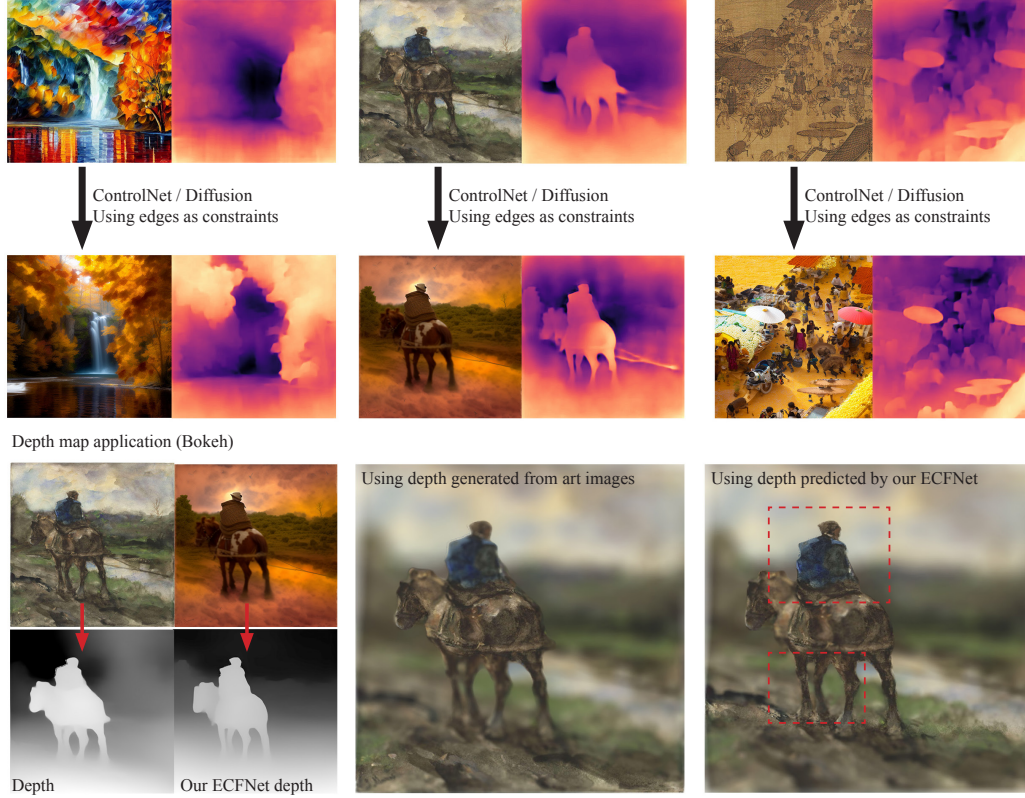 ControlNet / Diffusion
Using edges as constraints
ControlNet / Diffusion
Using edges as constraints
ControlNet / Diffusion
Using edges as constraints
Depth map application (Bokeh)
Using depth generated from art images
Using depth predicted by our ECFNet
Depth
Our ECFNet depth